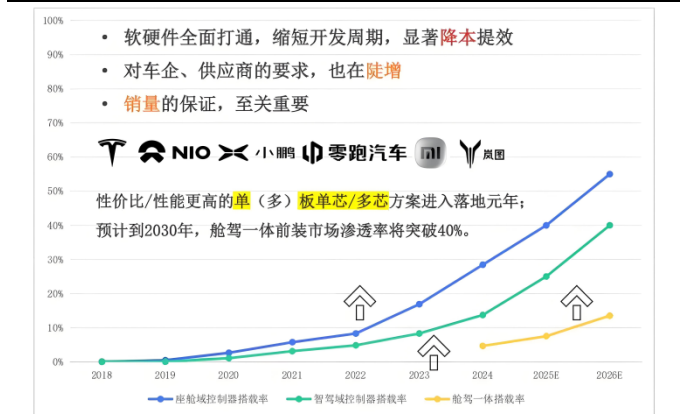 100%
• 软硬件全面打通，缩短开发周期，显著降本提效
90%
• 对车企、供应商的要求，也在陡增
80%
• 销量的保证，至关重要
70%
NIO 小鹏 零跑汽车 mi 岚图
60%
性价比/性能更高的单（多）板单芯/多芯方案进入落地元年；
50%
预计到2030年，舱驾一体前装市场渗透率将突破40%。
40%
30%
20%
10%
0%
2018 2019 2020 2021 2022 2023 2024 2025E 2026E
座舱域控制器搭载率 智驾域控制器搭载率 舱驾一体搭载率